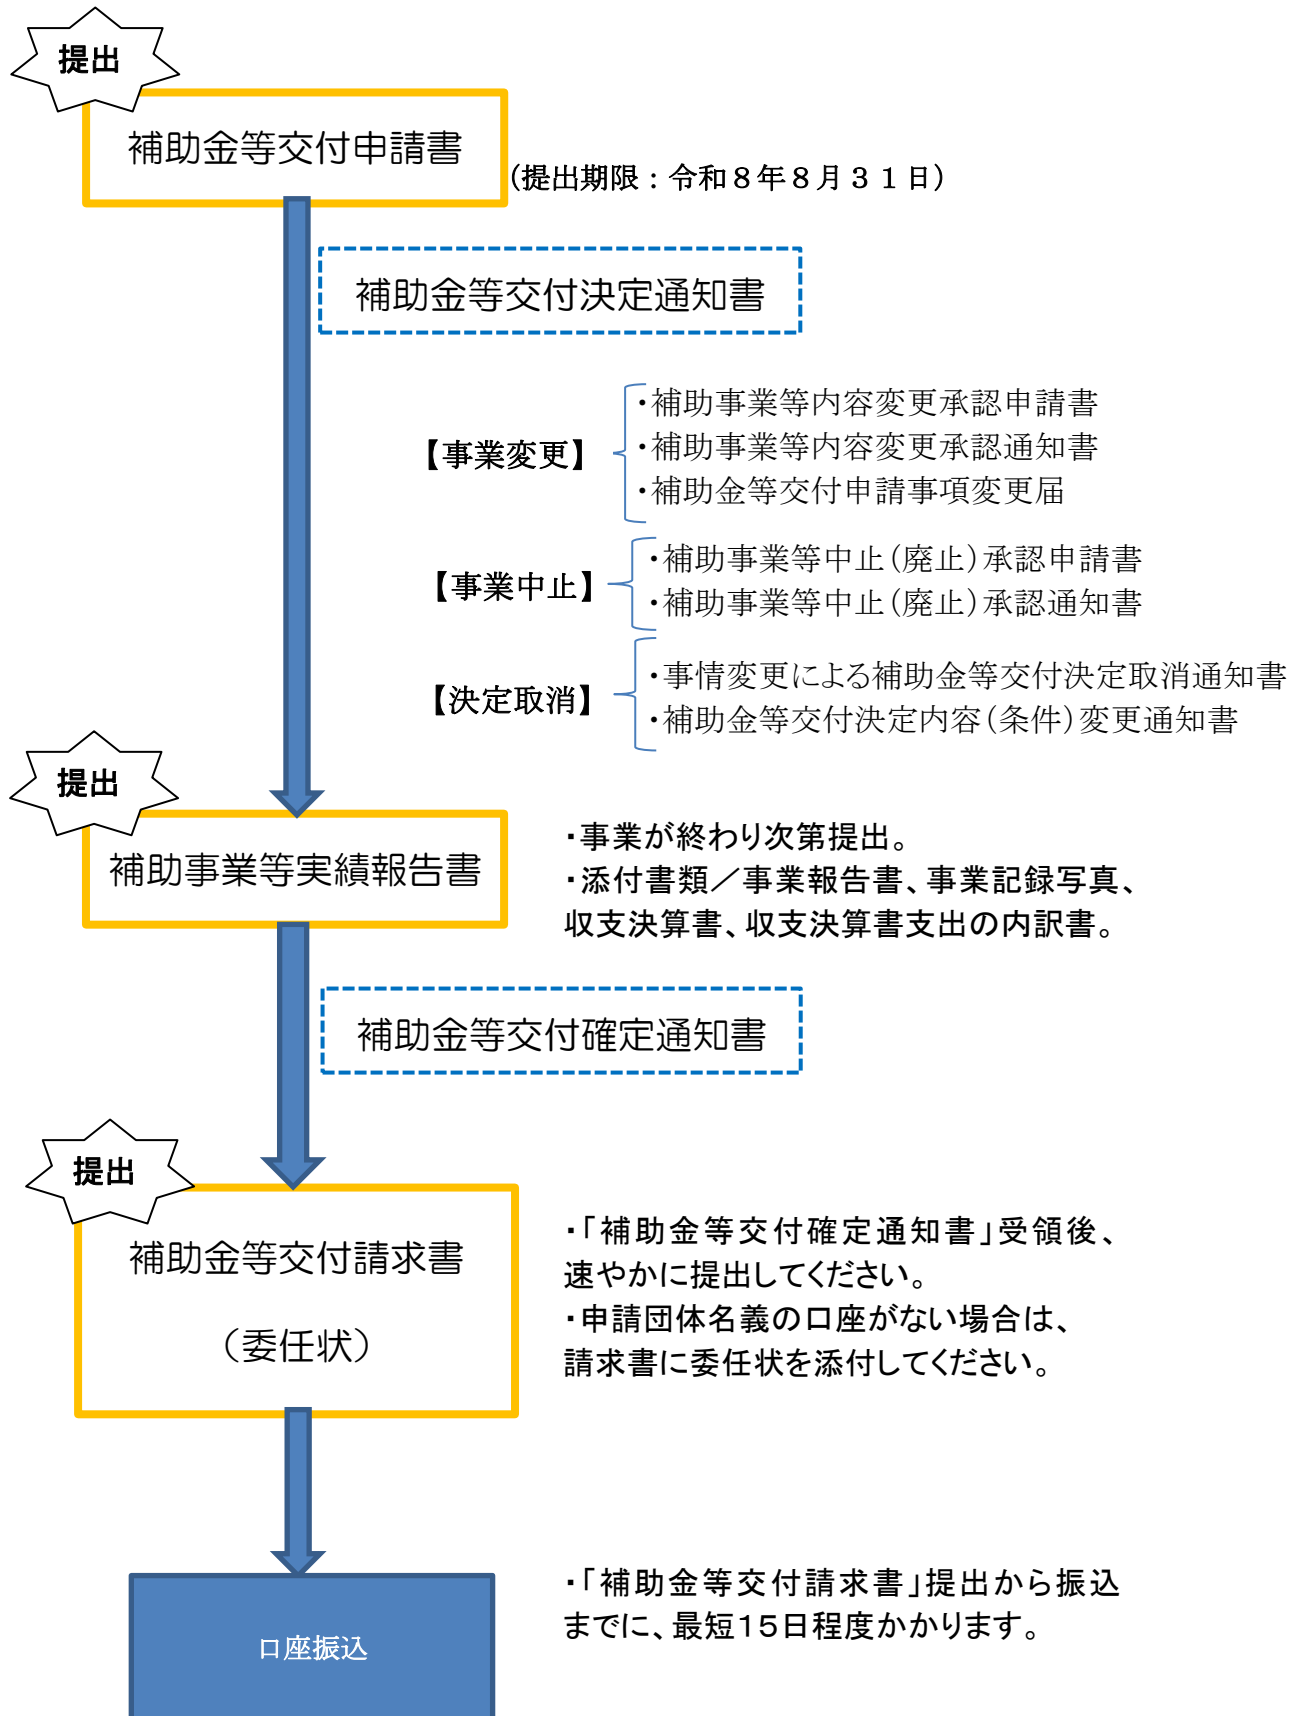 提出
補助金等交付申請書
(提出期限：令和８年８月３１日)
補助金等交付決定通知書
【事業変更】
・補助事業等内容変更承認申請書
・補助事業等内容変更承認通知書
・補助金等交付申請事項変更届
【事業中止】
・補助事業等中止(廃止)承認申請書
・補助事業等中止(廃止)承認通知書
【決定取消】
・事情変更による補助金等交付決定取消通知書
・補助金等交付決定内容(条件)変更通知書
提出
補助事業等実績報告書
・事業が終わり次第提出。
・添付書類／事業報告書、事業記録写真、
収支決算書、収支決算書支出の内訳書。
補助金等交付確定通知書
提出
補助金等交付請求書
（委任状）
・「補助金等交付確定通知書」受領後、
速やかに提出してください。
・申請団体名義の口座がない場合は、
請求書に委任状を添付してください。
・「補助金等交付請求書」提出から振込
までに、最短１５日程度かかります。
口座振込